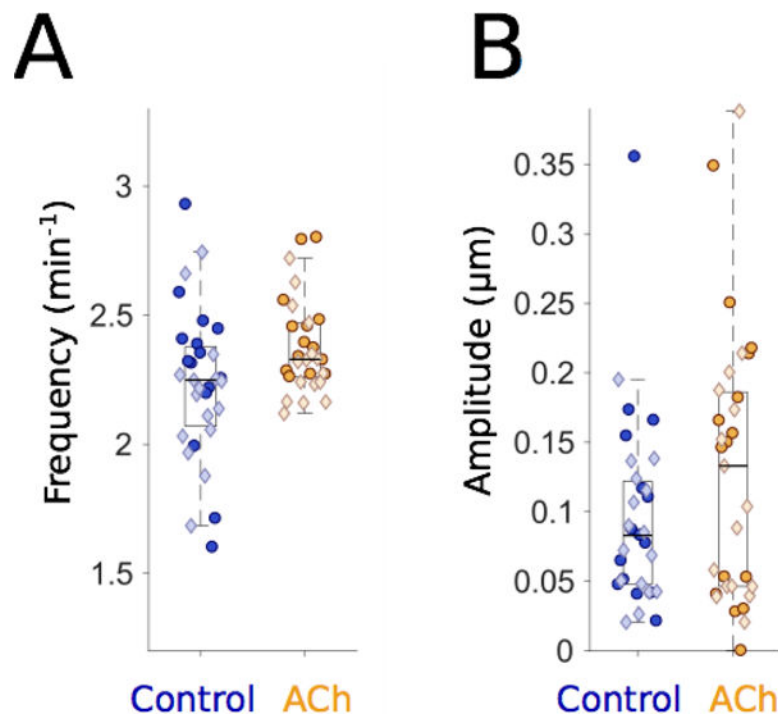 A
B
Frequency (min⁻¹)
3
2.5
2
1.5
Control
ACh
Amplitude (μm)
0.35
0.3
0.25
0.2
0.15
0.1
0.05
0
Control
ACh